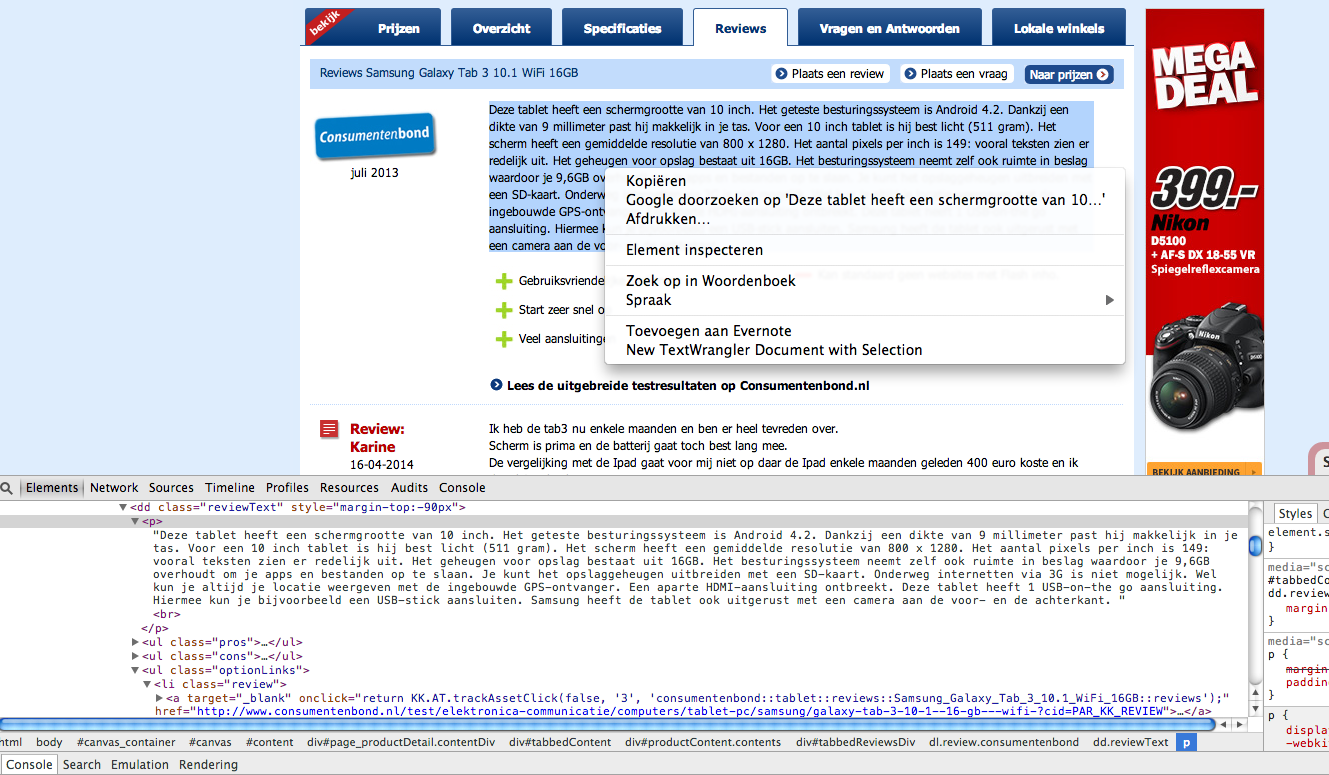 bekijk
Prijzen
Overzicht
Specificaties
Reviews
Vragen en Antwoorden
Lokale winkels
Reviews Samsung Galaxy Tab 3 10.1 WiFi 16GB
Plaats een review
Plaats een vraag
Naar prijzen
Consumentenbond
juli 2013
Deze tablet heeft een schermgrootte van 10 inch. Het geteste besturingssysteem is Android 4.2. Dankzij een
dikte van 9 millimeter past hij makkelijk in je tas. Voor een 10 inch tablet is hij best licht (511 gram). Het
scherm heeft een gemiddelde resolutie van 800 x 1280. Het aantal pixels per inch is 149: vooral teksten zien er
redelijk uit. Het geheugen voor opslag bestaat uit 16GB. Het besturingssysteem neemt zelf ook ruimte in beslag
waardoor je 9,6GB ov
een SD-kaart. Onderw
ingebouwde GPS-ontv
aansluiting. Hiermee k
een camera aan de vo
Kopiëren
Google doorzoeken op 'Deze tablet heeft een schermgrootte van 10...'
Afdrukken...
Element inspecteren
Zoek op in Woordenboek
Spraak
Toevoegen aan Evernote
New TextWrangler Document with Selection
Gebruiksvriende
Start zeer snel o
Veel aansluitinge
Lees de uitgebreide testresultaten op Consumentenbond.nl
Review:
Karine
16-04-2014
Ik heb de tab3 nu enkele maanden en ben er heel tevreden over.
Scherm is prima en de batterij gaat toch best lang mee.
De vergelijking met de Ipad gaat voor mij niet op daar de Ipad enkele maanden geleden 400 euro koste en ik
MEGA
DEAL
399.-
Nikon
D5100
+ AF-S DX 18-55 VR
Spiegelreflexcamera
Nikon
BEKIJK AANBIEDING
Elements Network Sources Timeline Profiles Resources Audits Console
<dd class="reviewText" style="margin-top:-90px">
<p>
"Deze tablet heeft een schermgrootte van 10 inch. Het geteste besturingssysteem is Android 4.2. Dankzij een dikte van 9 millimeter past hij makkelijk in je
tas. Voor een 10 inch tablet is hij best licht (511 gram). Het scherm heeft een gemiddelde resolutie van 800 x 1280. Het aantal pixels per inch is 149:
vooral teksten zien er redelijk uit. Het geheugen voor opslag bestaat uit 16GB. Het besturingssysteem neemt zelf ook ruimte in beslag waardoor je 9,6GB
overhoudt om je apps en bestanden op te slaan. Je kunt het opslaggeheugen uitbreiden met een SD-kaart. Onderweg internetten via 3G is niet mogelijk. Wel
kun je altijd je locatie weergeven met de ingebouwde GPS-ontvanger. Een aparte HDMI-aansluiting ontbreekt. Deze tablet heeft 1 USB-on-the go aansluiting.
Hiermee kun je bijvoorbeeld een USB-stick aansluiten. Samsung heeft de tablet ook uitgerust met een camera aan de voor- en de achterkant. "
<br>
</p>
<ul class="pros">…</ul>
<ul class="cons">…</ul>
<ul class="optionLinks">
<li class="review">
<a target="_blank" onclick="return KK.AT.trackAssetClick(false, '3', 'consumentenbond::tablet::reviews::Samsung_Galaxy_Tab_3_10.1_WiFi_16GB::reviews');"
href="http://www.consumentenbond.nl/test/elektronica-communicatie/computers/tablet-pc/samsung/galaxy-tab-3-10-1--16-gb---wifi-?cid=PAR_KK_REVIEW">…</a>
Styles
element.s
}
media="sc
#tabbedCo
dd.review
margin
}
media="sc
p {
margin
paddin
}
p {
displa
-webki
html body #canvas_container #canvas #content div#page_productDetail.contentDiv div#tabbedContent div#productContent.contents div#tabbedReviewsDiv dl.review.consumentenbond dd.reviewText p
Console Search Emulation Rendering